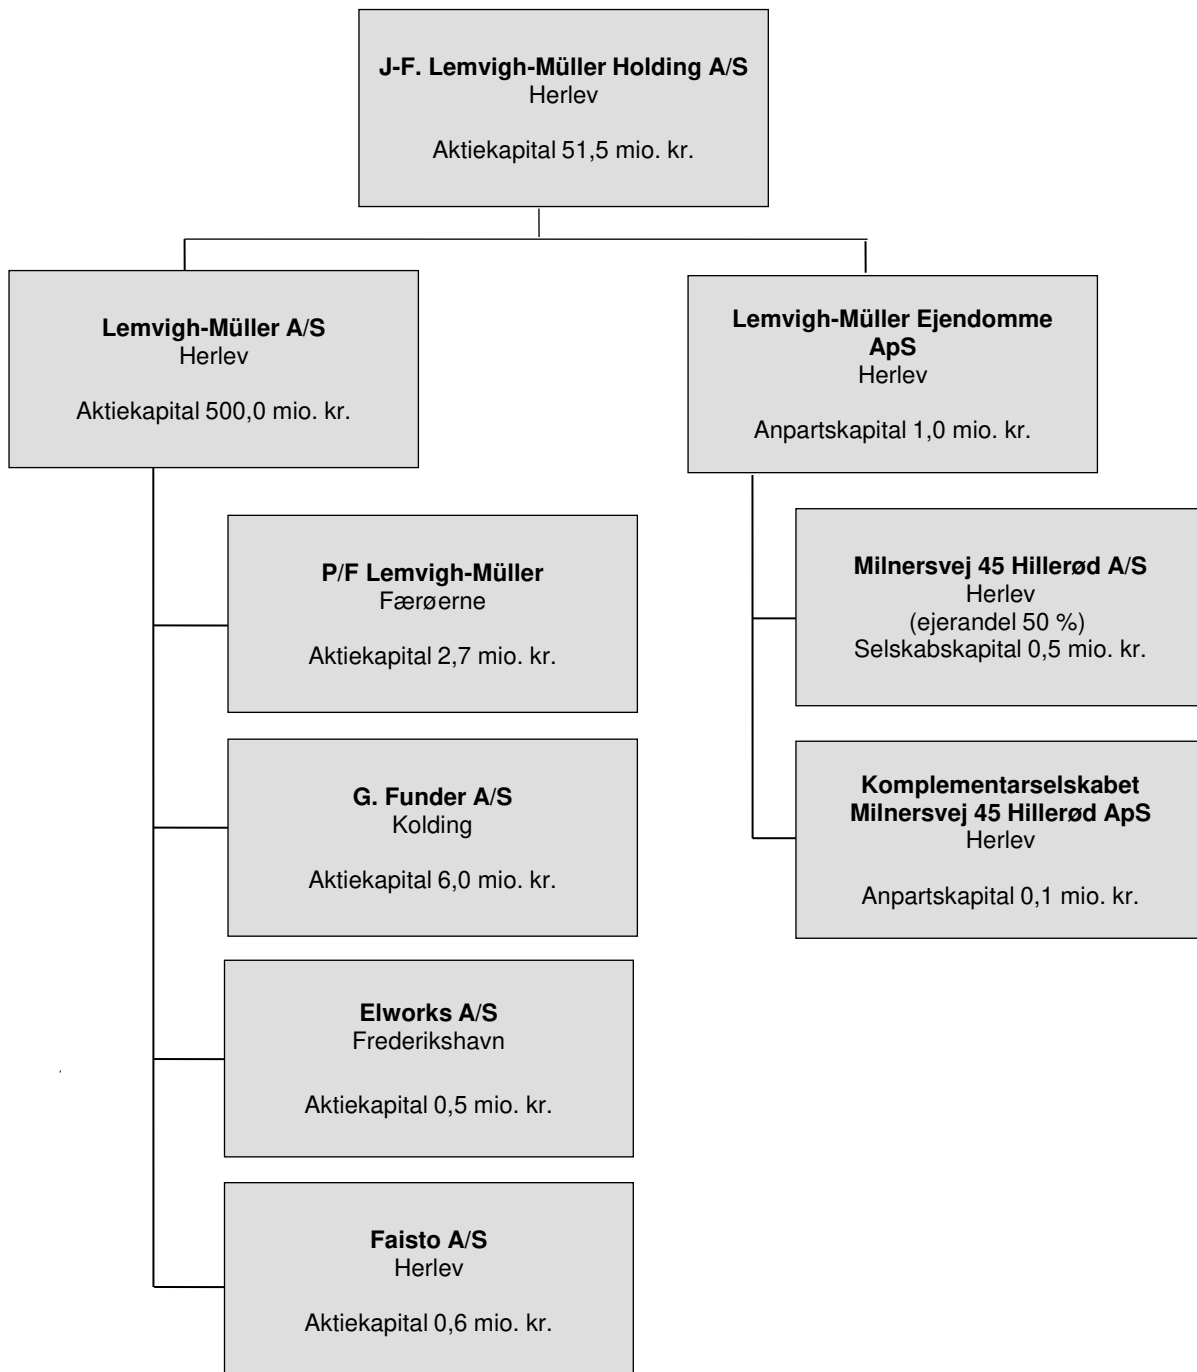 J-F. Lemvigh-Müller Holding A/S
Herlev
Aktiekapital 51,5 mio. kr.
Lemvigh-Müller A/S
Herlev
Aktiekapital 500,0 mio. kr.
Lemvigh-Müller Ejendomme
ApS
Herlev
Anpartskapital 1,0 mio. kr.
P/F Lemvigh-Müller
Færøerne
Aktiekapital 2,7 mio. kr.
G. Funder A/S
Kolding
Aktiekapital 6,0 mio. kr.
Elworks A/S
Frederikshavn
Aktiekapital 0,5 mio. kr.
Faisto A/S
Herlev
Aktiekapital 0,6 mio. kr.
Milnersvej 45 Hillerød A/S
Herlev
(ejerandel 50 %)
Selskabskapital 0,5 mio. kr.
Komplementarselskabet
Milnersvej 45 Hillerød ApS
Herlev
Anpartskapital 0,1 mio. kr.